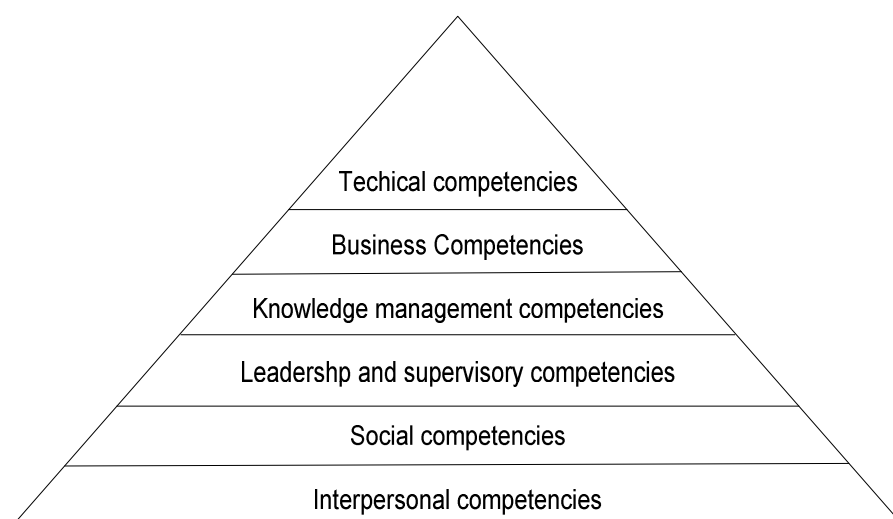 Techical competencies
Business Competencies
Knowledge management competencies
Leadershp and supervisory competencies
Social competencies
Interpersonal competencies